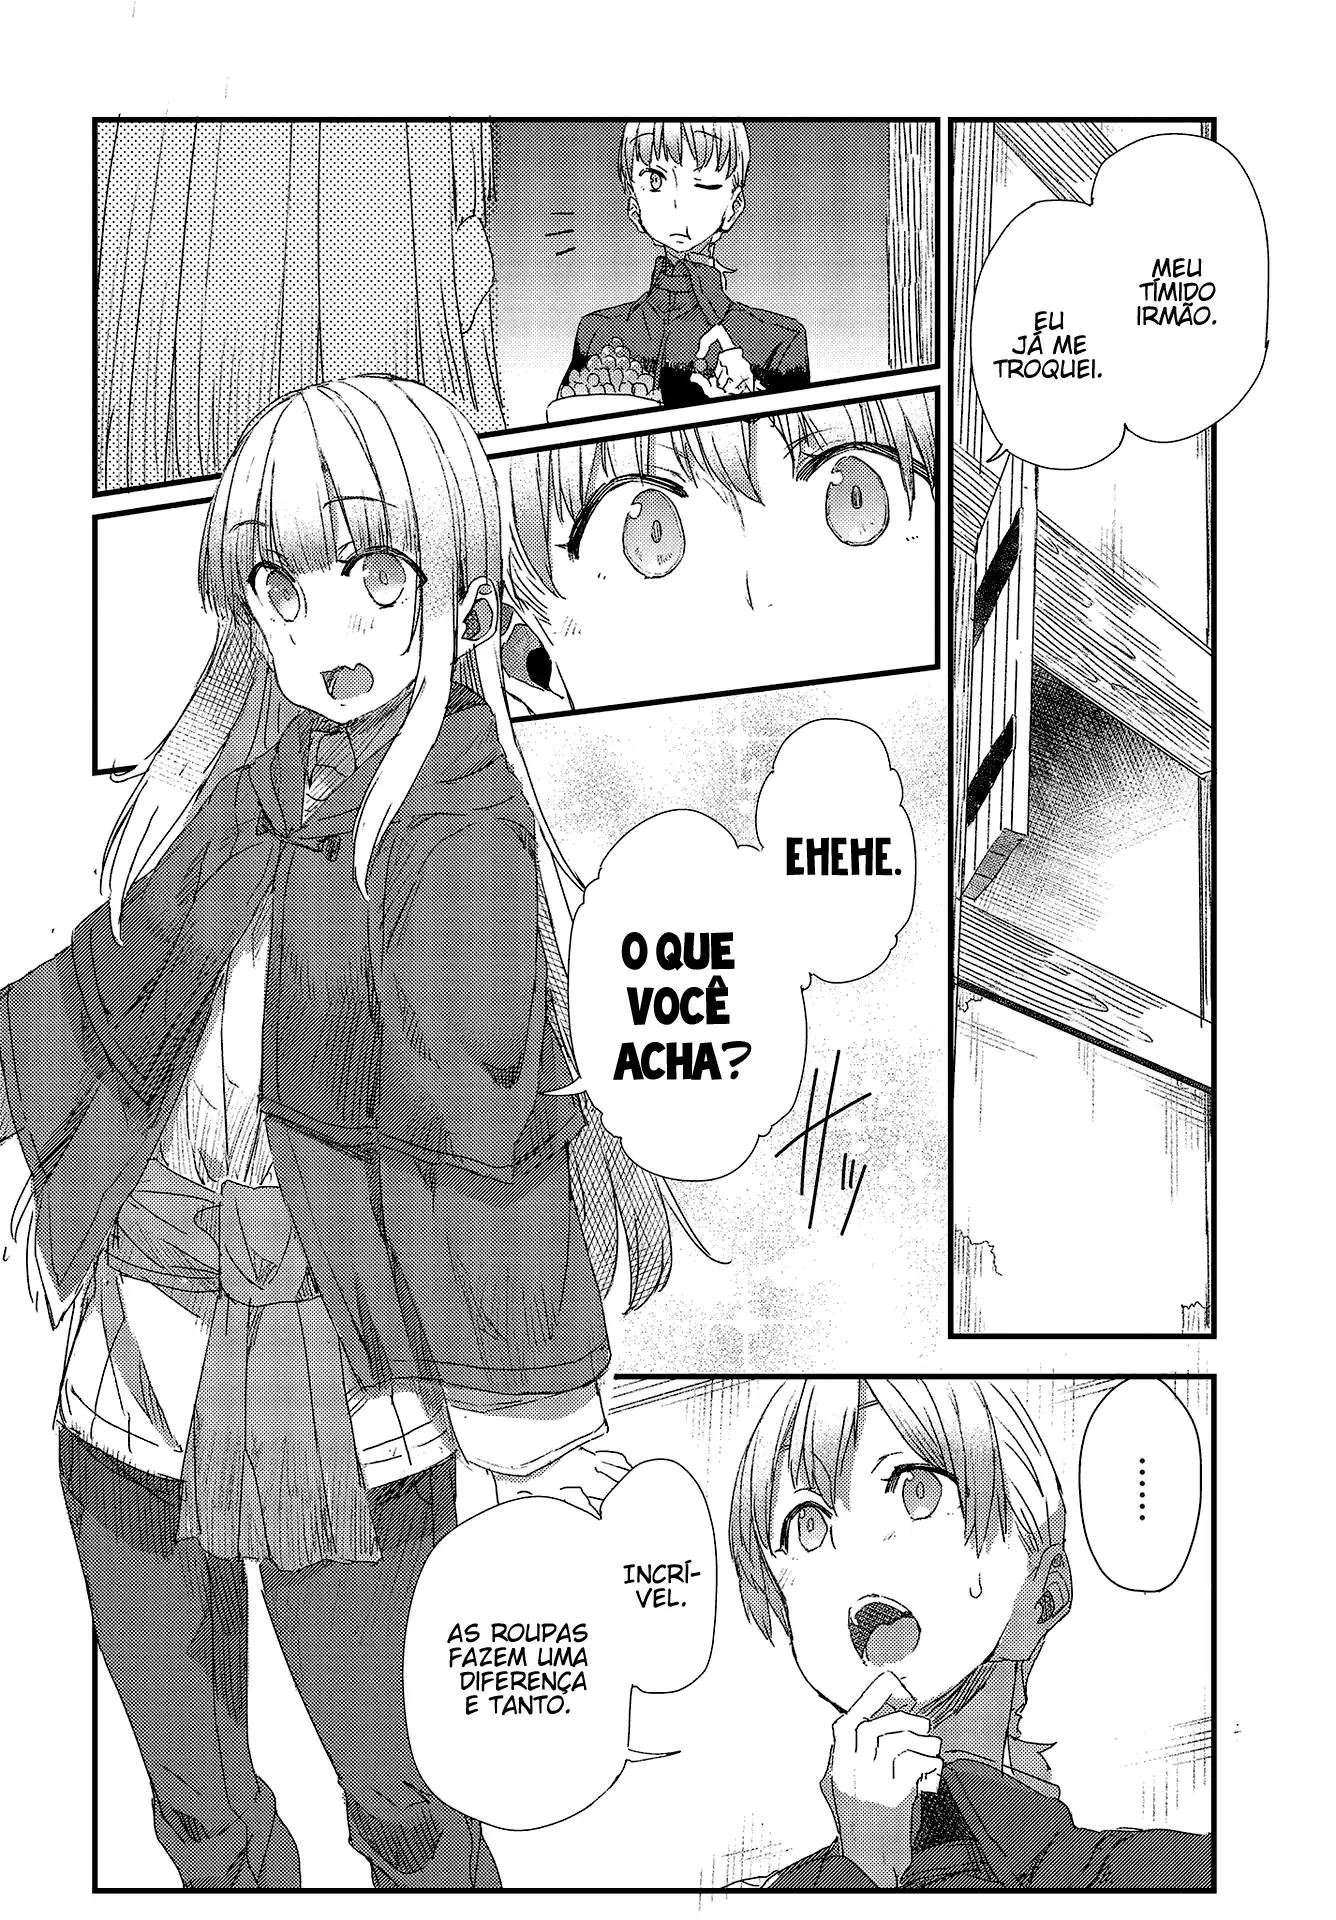 MEU
TÍMIDO
IRMÃO.
EU
JÁ ME
TROQUEI.
EHEHE.
O QUE
VOCÊ
ACHA?
......
INCRÍ-
VEL.
AS ROUPAS
FAZEM UMA
DIFERENÇA
E TANTO.